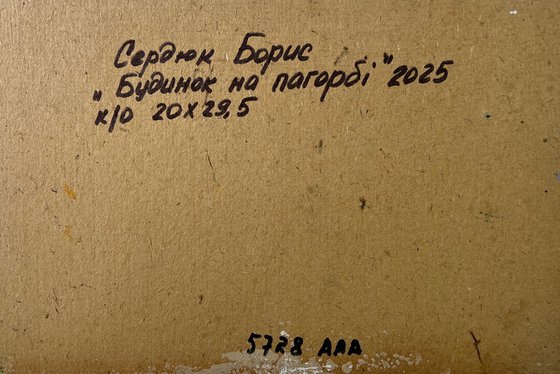 Сердюк Борис
„Будинок на пагорбі" 2025
к/о 20х29,5
5728 ААА